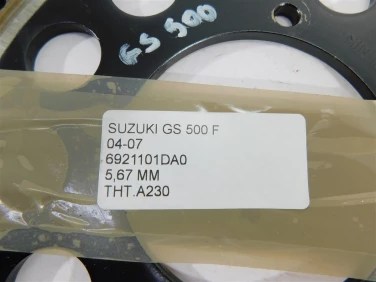 GS 500
SUZUKI GS 500 F
04-07
6921101DA0
5,67 MM
THT.A230